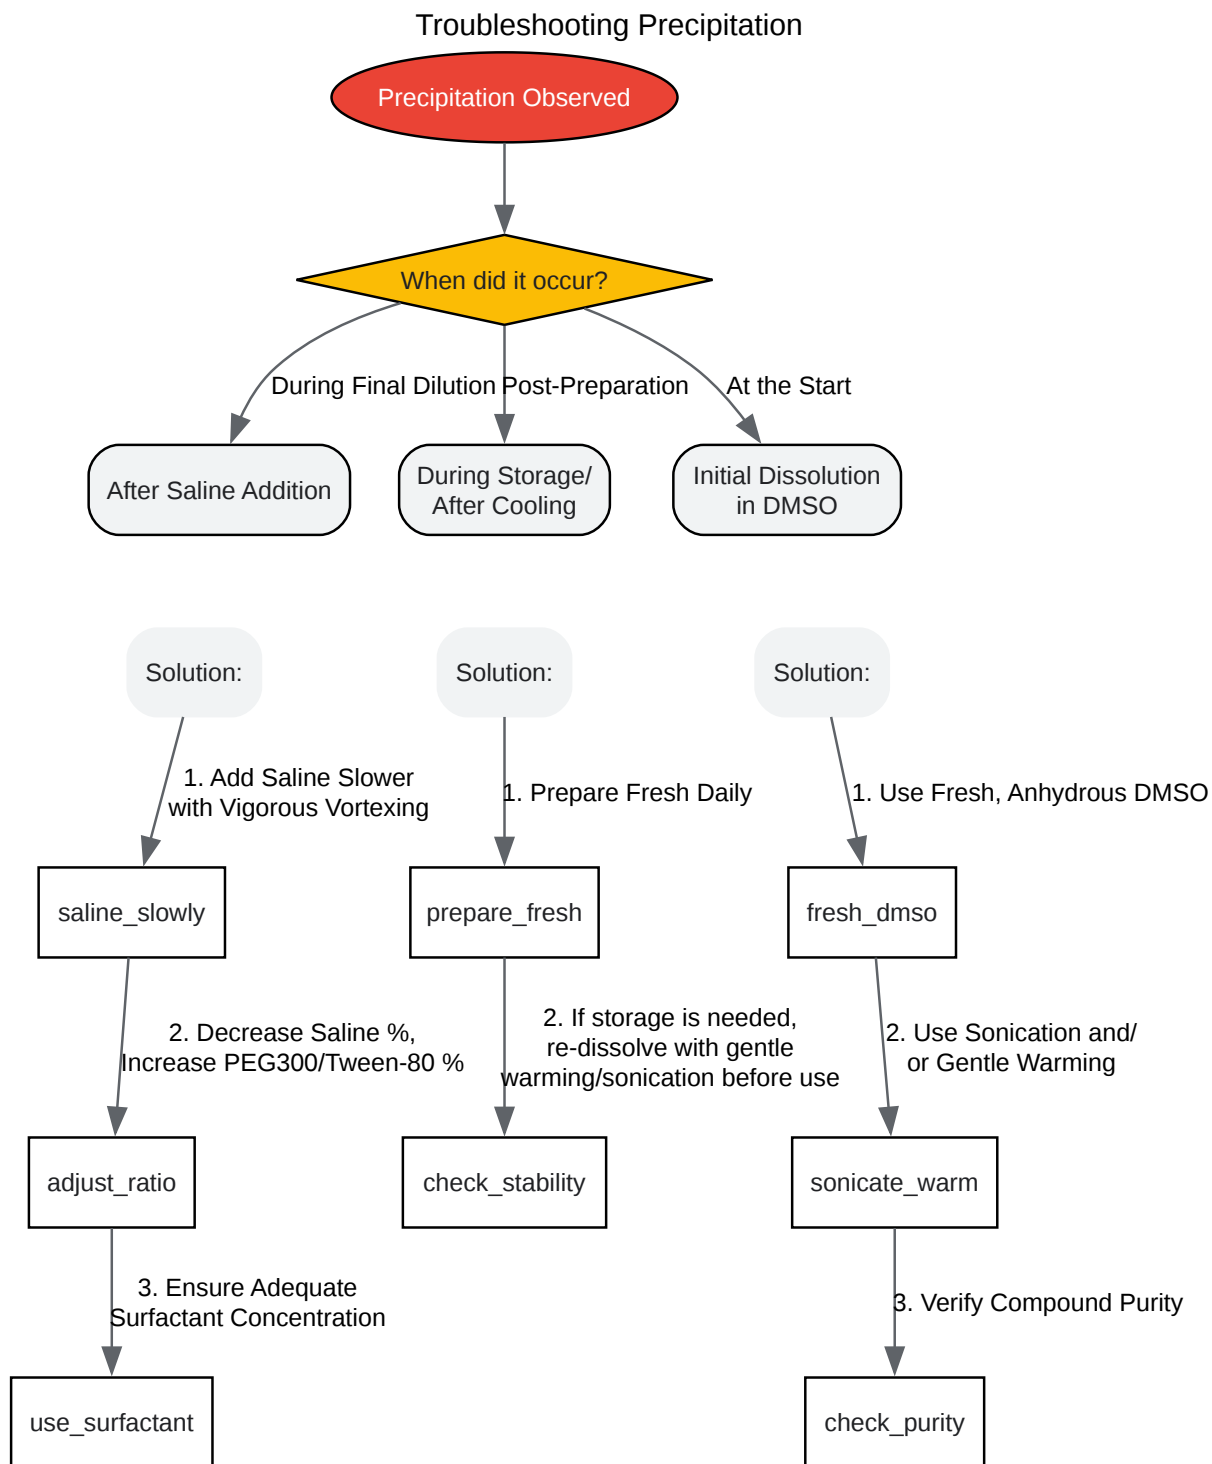 Troubleshooting Precipitation
Precipitation Observed
When did it occur?
During Final Dilution
Post-Preparation
At the Start
After Saline Addition
During Storage/
After Cooling
Initial Dissolution
in DMSO
Solution:
Solution:
Solution:
1. Add Saline Slower
with Vigorous Vortexing
1. Prepare Fresh Daily
1. Use Fresh, Anhydrous DMSO
saline_slowly
prepare_fresh
fresh_dmso
2. Decrease Saline %,
Increase PEG300/Tween-80 %
2. If storage is needed,
re-dissolve with gentle
warming/sonication before use
2. Use Sonication and/
or Gentle Warming
adjust_ratio
check_stability
sonicate_warm
3. Ensure Adequate
Surfactant Concentration
3. Verify Compound Purity
use_surfactant
check_purity